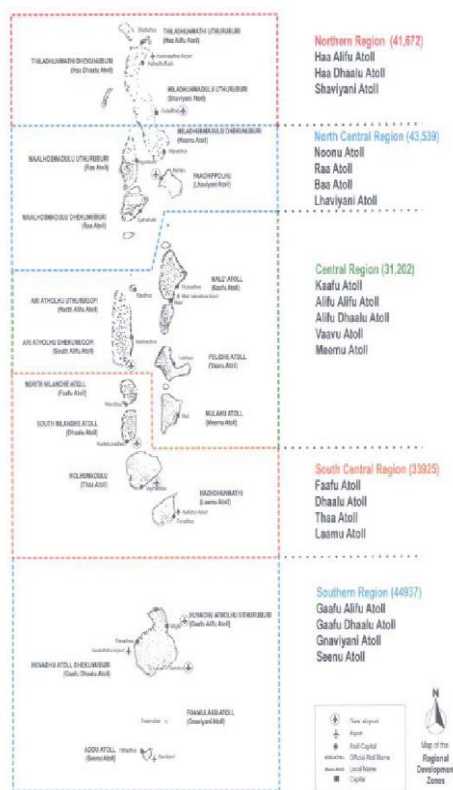 THILADHUNMATHI UTHURUBURI
(Haa Alifu Atoll)
THILADHUNMATHI DHEKUNUBURI
(Haa Dhaalu Atoll)
MILADHUNMADULU UTHURUBURI
(Shaviyani Atoll)
MILADHUNMADULU DHEKUNUBURI
(Noonu Atoll)
MAALHOSMADULU UTHURUBURI
(Raa Atoll)
FAADHIPPOLHU
(Lhaviyani Atoll)
MAALHOSMADULU DHEKUNUBURI
(Baa Atoll)
MALE' ATOLL
(Kaafu Atoll)
ARI ATHOLHU UTHURUGOFI
(North Alifu Atoll)
ARI ATHOLHU DHEKUNUGOFI
(South Alifu Atoll)
FELIDHE ATOLL
(Vaavu Atoll)
NORTH NILANDHE ATOLL
(Faafu Atoll)
MULAKU ATOLL
(Meemu Atoll)
SOUTH NILANDHE ATOLL
(Dhaalu Atoll)
KOLHUMADULU
(Thaa Atoll)
HADHDHUNMATHI
(Laamu Atoll)
HUVADHU ATHOLHU UTHURUBURI
(Gaafu Alifu Atoll)
HUVADHU ATOLL DHEKUNUBURI
(Gaafu Dhaalu Atoll)
FOAMULAKU ATOLL
(Gnaviyani Atoll)
ADDU ATOLL
(Seenu Atoll)
Northern Region (41,672)
Haa Alifu Atoll
Haa Dhaalu Atoll
Shaviyani Atoll
North Central Region (43,539)
Noonu Atoll
Raa Atoll
Baa Atoll
Lhaviyani Atoll
Central Region (31,202)
Kaafu Atoll
Alifu Alifu Atoll
Alifu Dhaalu Atoll
Vaavu Atoll
Meemu Atoll
South Central Region (33925)
Faafu Atoll
Dhaalu Atoll
Thaa Atoll
Laamu Atoll
Southern Region (44937)
Gaafu Alifu Atoll
Gaafu Dhaalu Atoll
Gnaviyani Atoll
Seenu Atoll
New airport
Airport
Atoll Capital
Official Atoll Name
Local Name
Capital
N
Map of the
Regional
Development
Zones